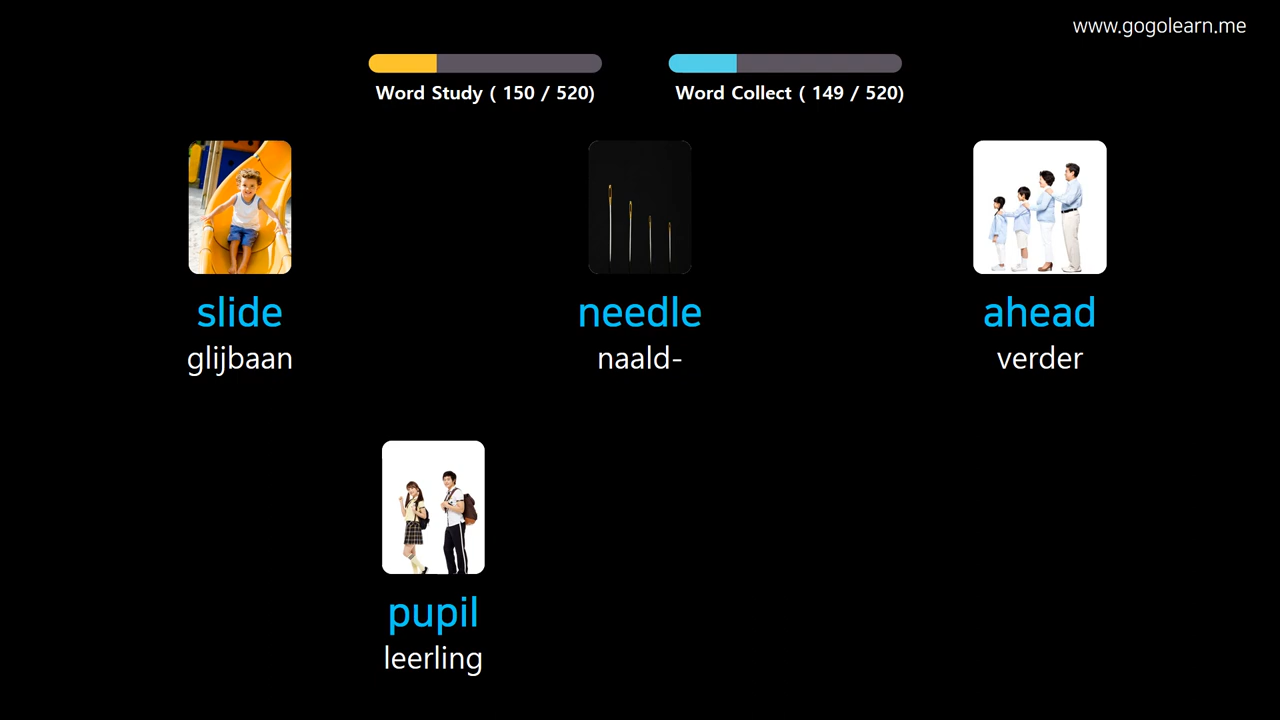 www.gogolearn.me
Word Study ( 150 / 520)
Word Collect ( 149 / 520)
slide
needle
ahead
glijbaan
naald-
verder
pupil
leerling